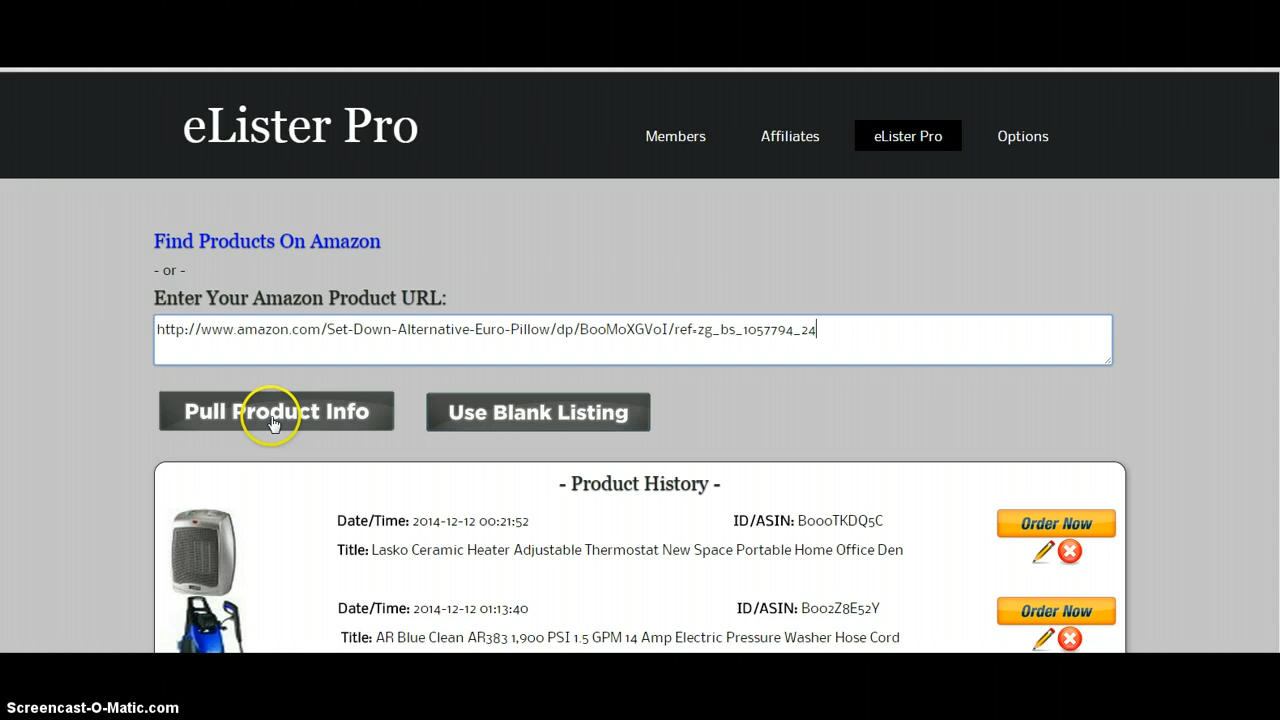 eLister Pro
Members Affiliates eLister Pro Options
Find Products On Amazon
- or -
Enter Your Amazon Product URL:
http://www.amazon.com/Set-Down-Alternative-Euro-Pillow/dp/B00M0XGV0I/ref=zg_bs_1057794_24
Pull Product Info Use Blank Listing
- Product History -
Date/Time: 2014-12-12 00:21:52 ID/ASIN: B000TKDQ5C Order Now
Title: Lasko Ceramic Heater Adjustable Thermostat New Space Portable Home Office Den
Date/Time: 2014-12-12 01:13:40 ID/ASIN: B002Z8E52Y Order Now
Title: AR Blue Clean AR383 1,900 PSI 1.5 GPM 14 Amp Electric Pressure Washer Hose Cord
Screencast-O-Matic.com